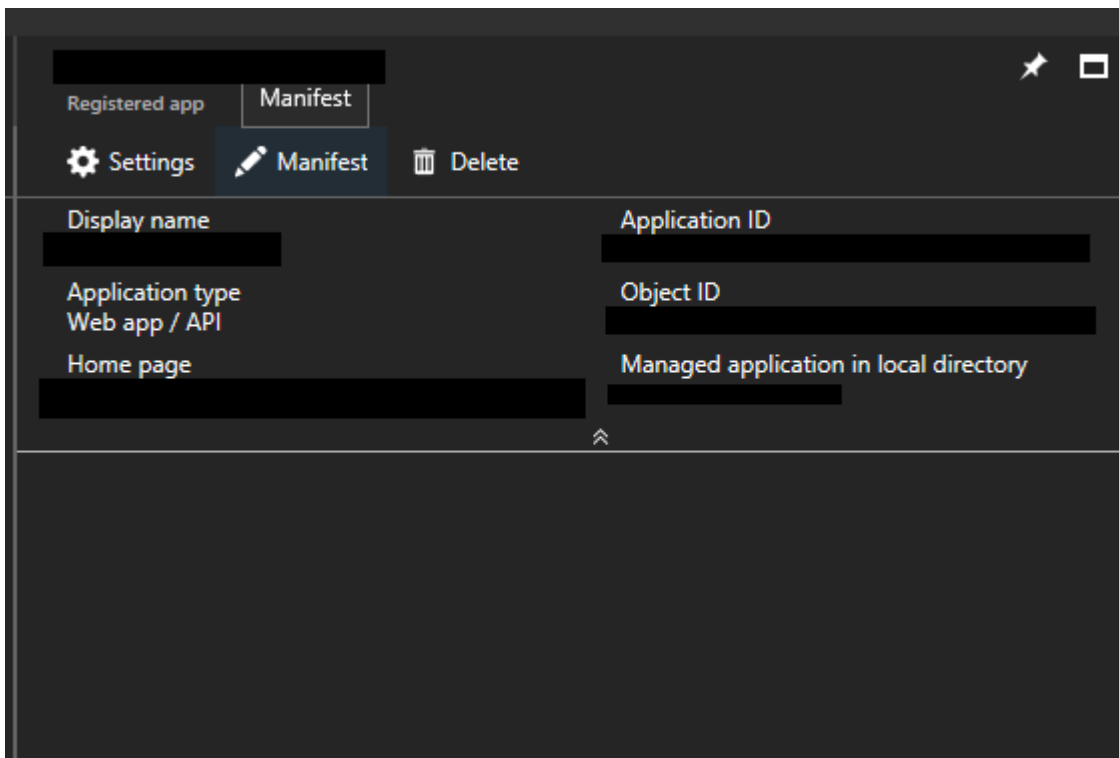 Registered app
Manifest
Settings
Manifest
Delete
Display name
Application ID
Application type
Web app / API
Object ID
Home page
Managed application in local directory